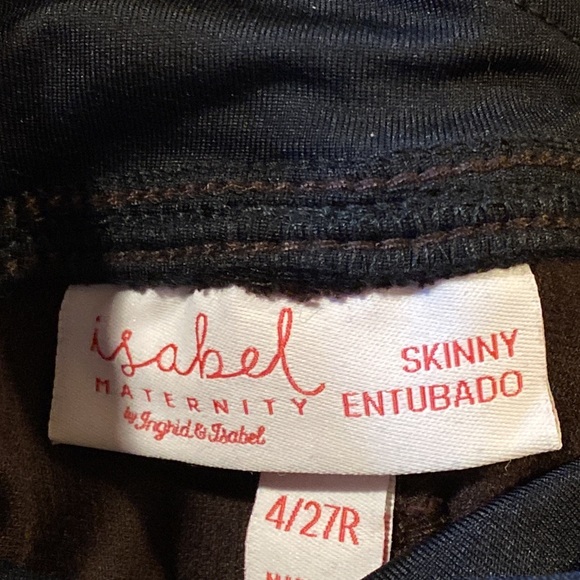 isabel
MATERNITY
by Ingrid & Isabel
SKINNY
ENTUBADO
4/27R